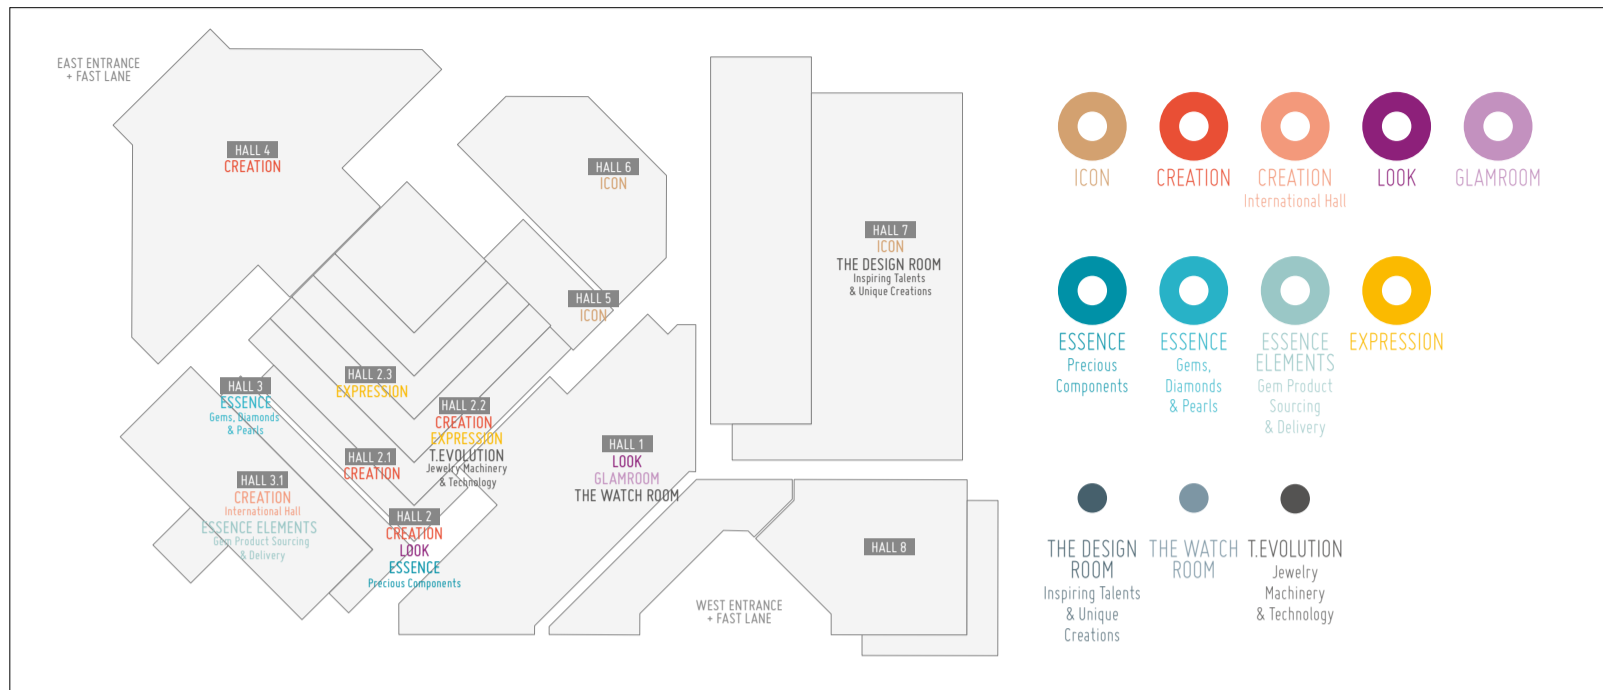 EAST ENTRANCE
+ FAST LANE
HALL 4
CREATION
HALL 6
ICON
HALL 5
ICON
HALL 7
ICON
THE DESIGN ROOM
Inspiring Talents
& Unique Creations
HALL 2.3
EXPRESSION
HALL 3
ESSENCE
Gems, Diamonds
& Pearls
HALL 2.2
CREATION
EXPRESSION
T.EVOLUTION
Jewelry Machinery
& Technology
HALL 2.1
CREATION
HALL 1
LOOK
GLAMROOM
THE WATCH ROOM
HALL 3.1
CREATION
International Hall
ESSENCE ELEMENTS
Gem Product Sourcing
& Delivery
HALL 2
CREATION
LOOK
ESSENCE
Precious Components
HALL 8
WEST ENTRANCE
+ FAST LANE
ICON
CREATION
CREATION
International Hall
LOOK
GLAMROOM
ESSENCE
Precious
Components
ESSENCE
Gems,
Diamonds
& Pearls
ESSENCE
ELEMENTS
Gem Product
Sourcing
& Delivery
EXPRESSION
THE DESIGN
ROOM
Inspiring Talents
& Unique
Creations
THE WATCH
ROOM
T.EVOLUTION
Jewelry
Machinery
& Technology